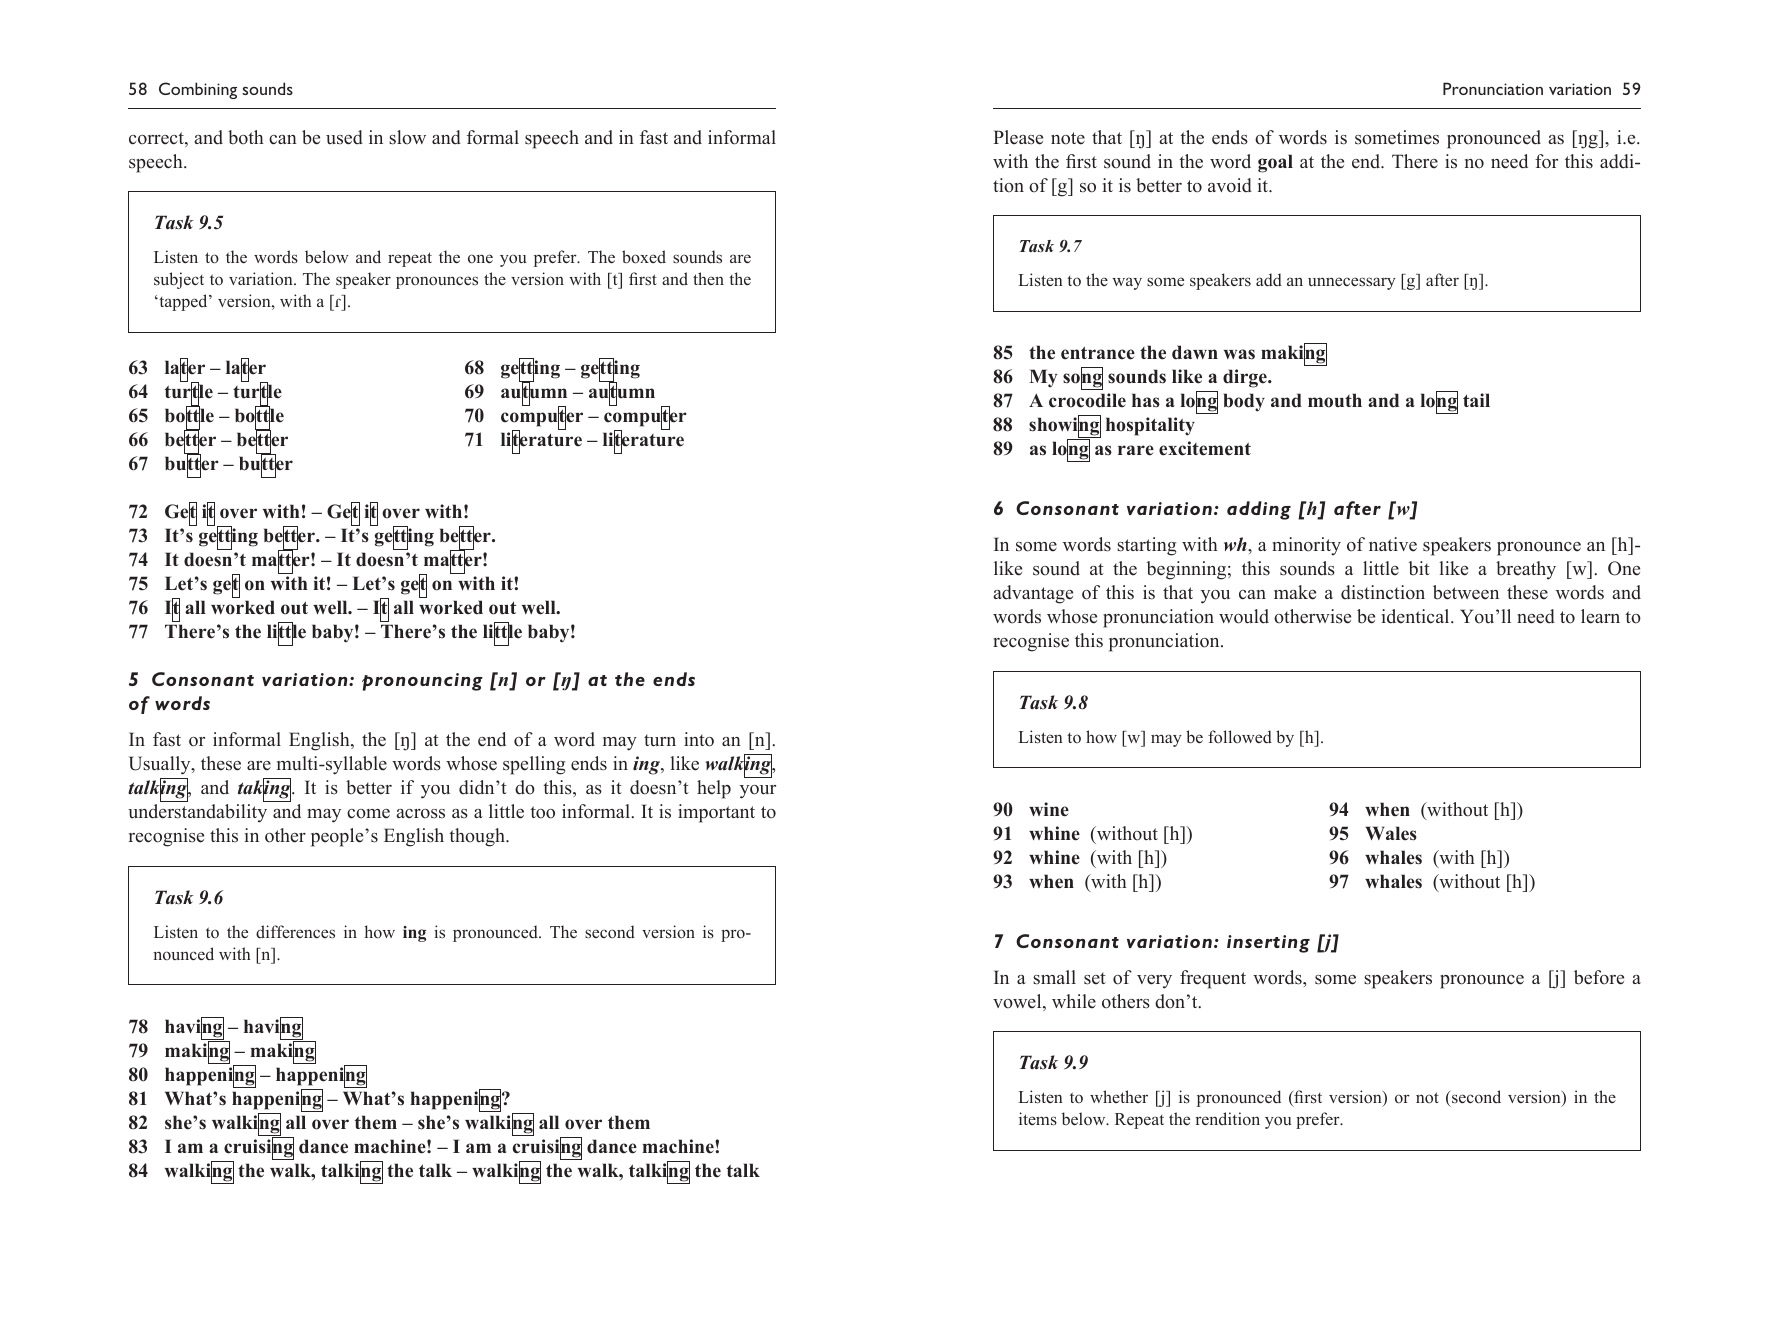 58 Combining sounds
correct, and both can be used in slow and formal speech and in fast and informal
speech.
Task 9.5
Listen to the words below and repeat the one you prefer. The boxed sounds are
subject to variation. The speaker pronounces the version with [t] first and then the
‘tapped’ version, with a [ɾ].
63 later – later
64 turtle – turtle
65 bottle – bottle
66 better – better
67 butter – butter
68 getting – getting
69 autumn – autumn
70 computer – computer
71 literature – literature
72 Get it over with! – Get it over with!
73 It’s getting better. – It’s getting better.
74 It doesn’t matter! – It doesn’t matter!
75 Let’s get on with it! – Let’s get on with it!
76 It all worked out well. – It all worked out well.
77 There’s the little baby! – There’s the little baby!
5 Consonant variation: pronouncing [n] or [ŋ] at the ends
of words
In fast or informal English, the [ŋ] at the end of a word may turn into an [n].
Usually, these are multi-syllable words whose spelling ends in ing, like walking,
talking, and taking. It is better if you didn’t do this, as it doesn’t help your
understandability and may come across as a little too informal. It is important to
recognise this in other people’s English though.
Task 9.6
Listen to the differences in how ing is pronounced. The second version is pro-
nounced with [n].
78 having – having
79 making – making
80 happening – happening
81 What’s happening – What’s happening?
82 she’s walking all over them – she’s walking all over them
83 I am a cruising dance machine! – I am a cruising dance machine!
84 walking the walk, talking the talk – walking the walk, talking the talk
Pronunciation variation 59
Please note that [ŋ] at the ends of words is sometimes pronounced as [ŋg], i.e.
with the first sound in the word goal at the end. There is no need for this addi-
tion of [g] so it is better to avoid it.
Task 9.7
Listen to the way some speakers add an unnecessary [g] after [ŋ].
85 the entrance the dawn was making
86 My song sounds like a dirge.
87 A crocodile has a long body and mouth and a long tail
88 showing hospitality
89 as long as rare excitement
6 Consonant variation: adding [h] after [w]
In some words starting with wh, a minority of native speakers pronounce an [h]-
like sound at the beginning; this sounds a little bit like a breathy [w]. One
advantage of this is that you can make a distinction between these words and
words whose pronunciation would otherwise be identical. You’ll need to learn to
recognise this pronunciation.
Task 9.8
Listen to how [w] may be followed by [h].
90 wine
91 whine (without [h])
92 whine (with [h])
93 when (with [h])
94 when (without [h])
95 Wales
96 whales (with [h])
97 whales (without [h])
7 Consonant variation: inserting [j]
In a small set of very frequent words, some speakers pronounce a [j] before a
vowel, while others don’t.
Task 9.9
Listen to whether [j] is pronounced (first version) or not (second version) in the
items below. Repeat the rendition you prefer.